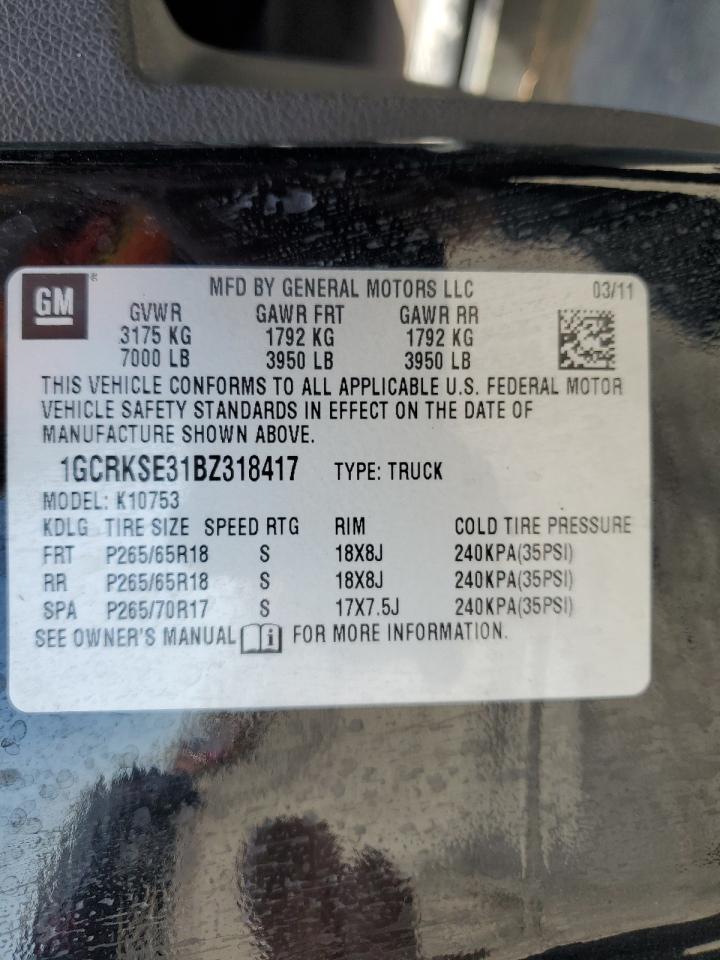 GM ® MFD BY GENERAL MOTORS LLC 03/11
GVWR GAWR FRT GAWR RR
3175 KG 1792 KG 1792 KG
7000 LB 3950 LB 3950 LB
THIS VEHICLE CONFORMS TO ALL APPLICABLE U.S. FEDERAL MOTOR
VEHICLE SAFETY STANDARDS IN EFFECT ON THE DATE OF
MANUFACTURE SHOWN ABOVE.
1GCRKSE31BZ318417 TYPE: TRUCK
MODEL: K10753
KDLG TIRE SIZE SPEED RTG RIM COLD TIRE PRESSURE
FRT P265/65R18 S 18X8J 240KPA(35PSI)
RR P265/65R18 S 18X8J 240KPA(35PSI)
SPA P265/70R17 S 17X7.5J 240KPA(35PSI)
SEE OWNER'S MANUAL i FOR MORE INFORMATION.